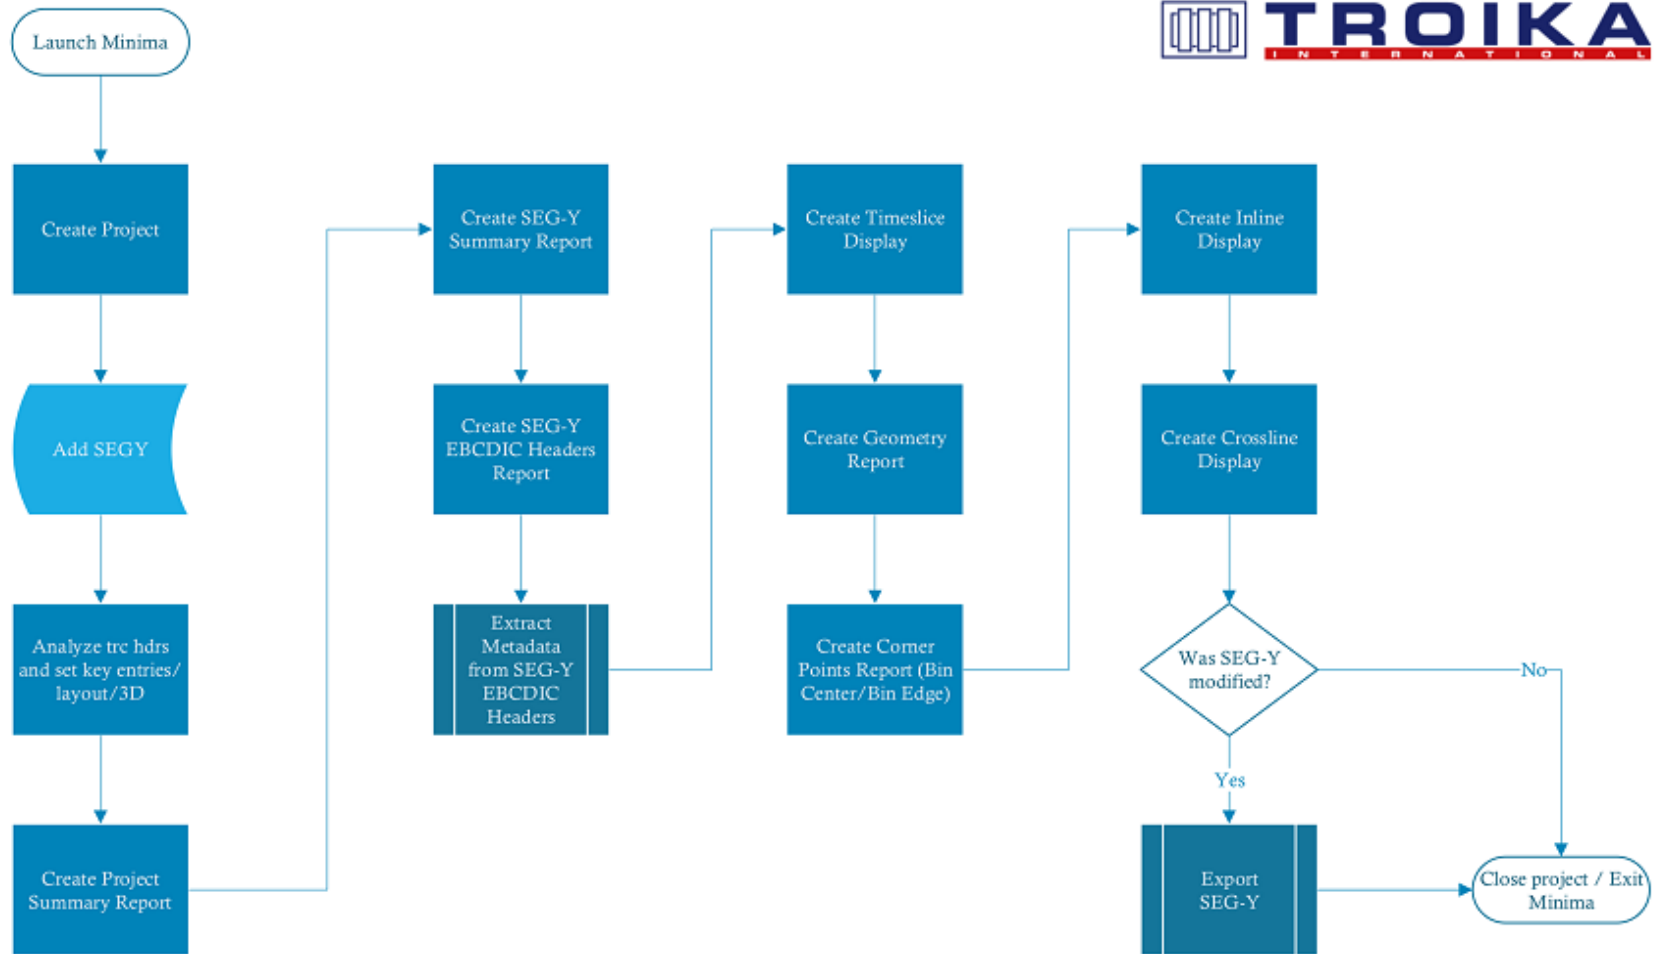 Launch Minima
TROIKA
INTERNATIONAL
Create Project
Add SEGY
Analyze trc hdrs
and set key entries/
layout/3D
Create Project
Summary Report
Create SEG-Y
Summary Report
Create SEG-Y
EBCDIC Headers
Report
Extract
Metadata
from SEG-Y
EBCDIC
Headers
Create Timeslice
Display
Create Geometry
Report
Create Corner
Points Report (Bin
Center/Bin Edge)
Create Inline
Display
Create Crossline
Display
Was SEG-Y
modified?
No
Yes
Export
SEG-Y
Close project / Exit
Minima